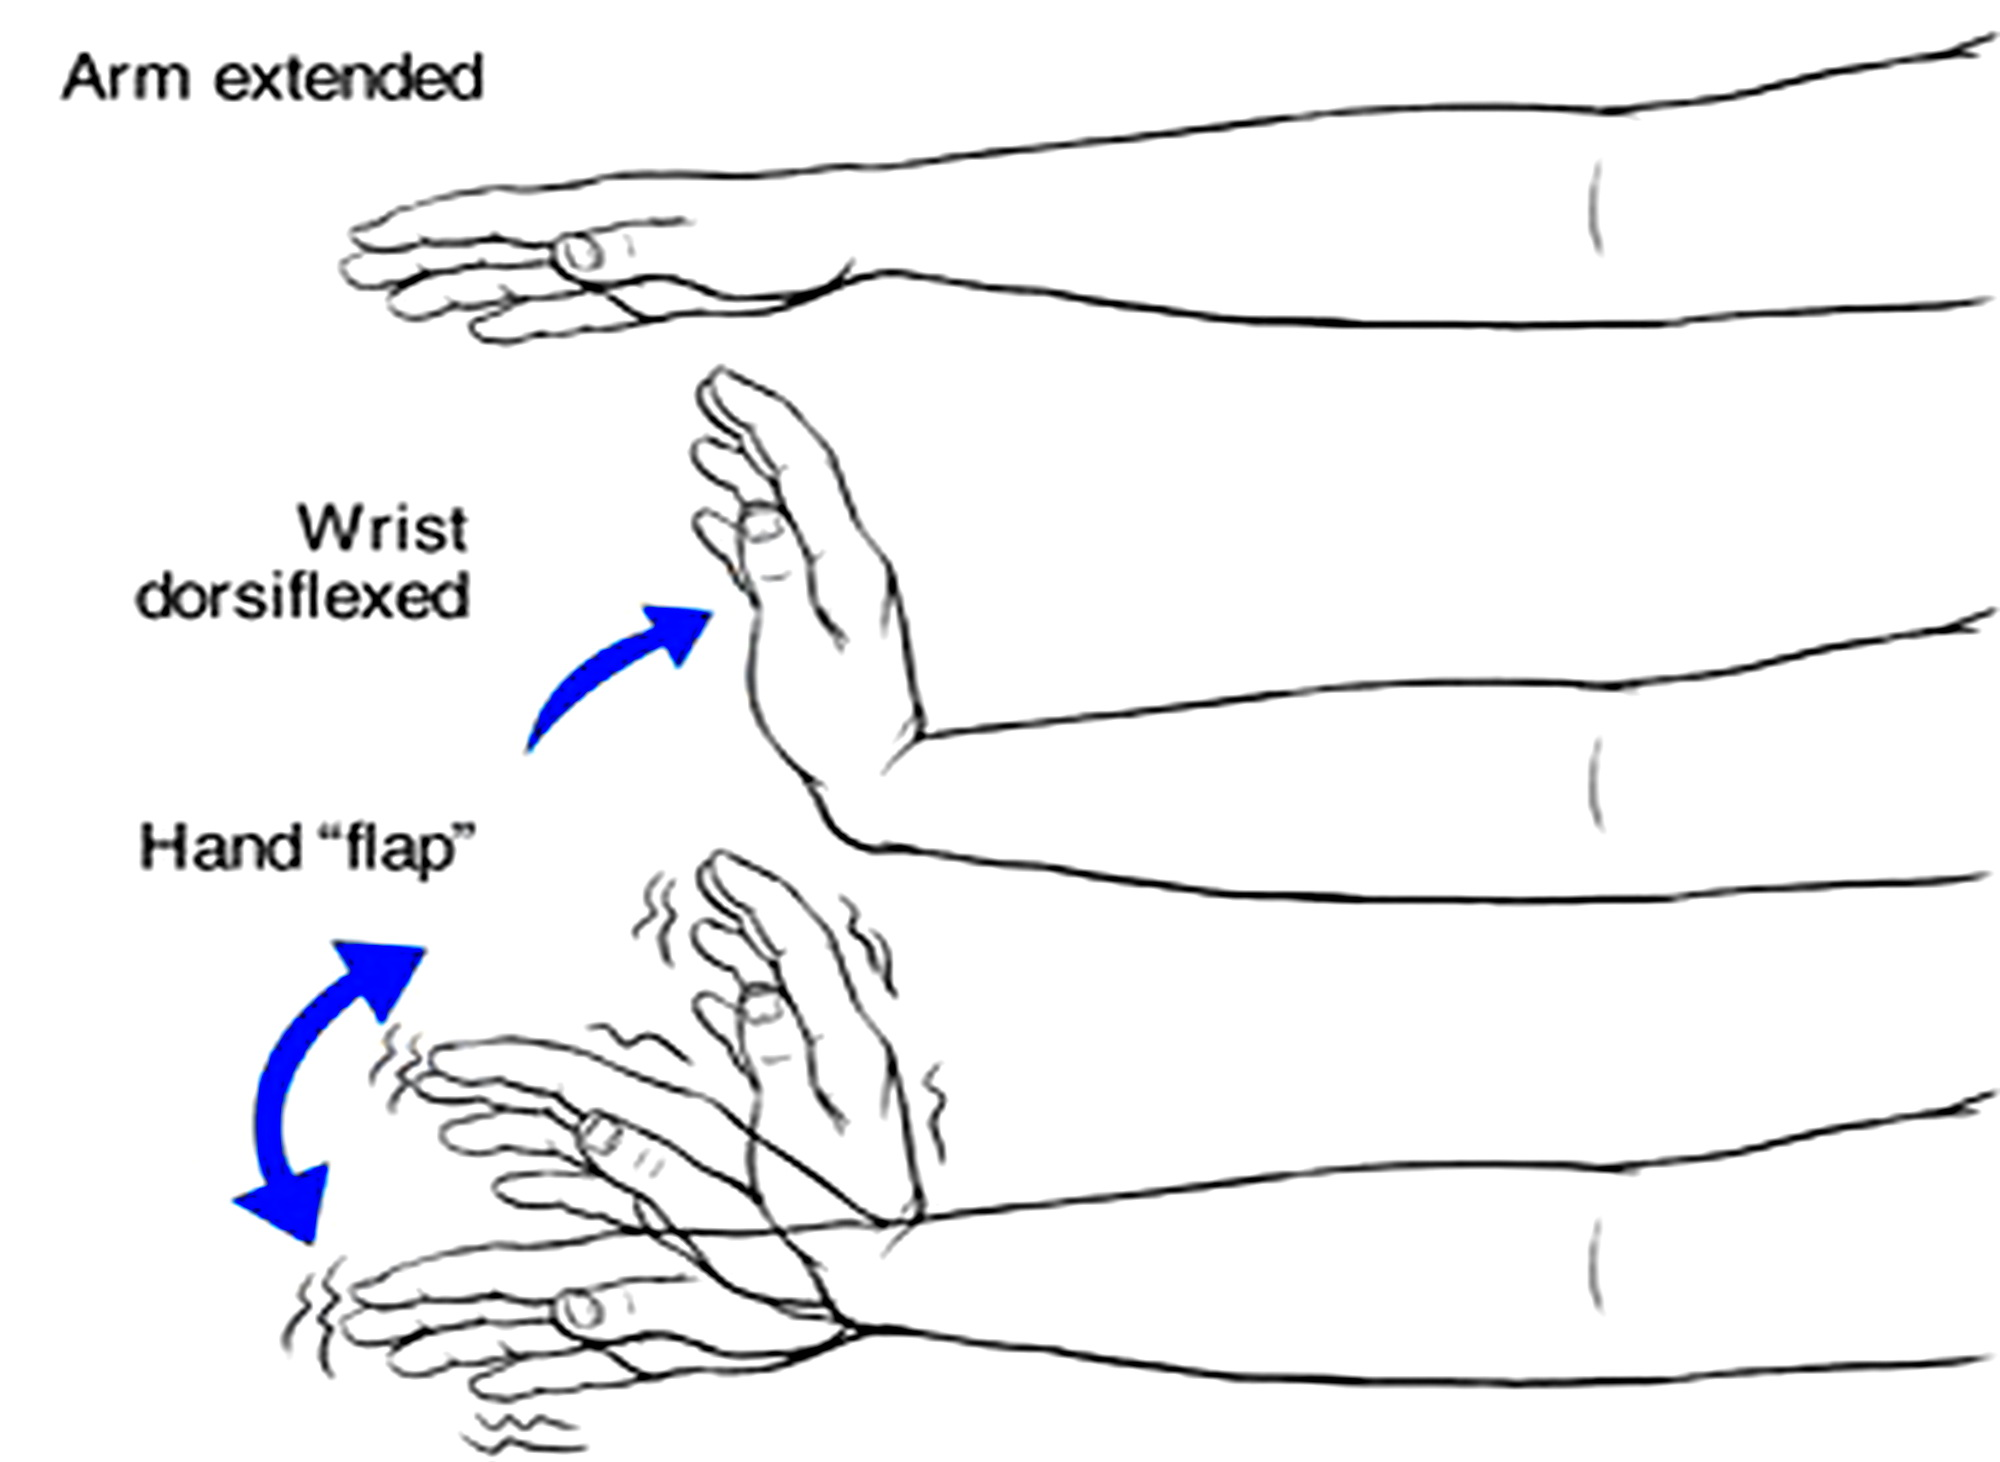 Arm extended
Wrist
dorsiflexed
Hand “flap”